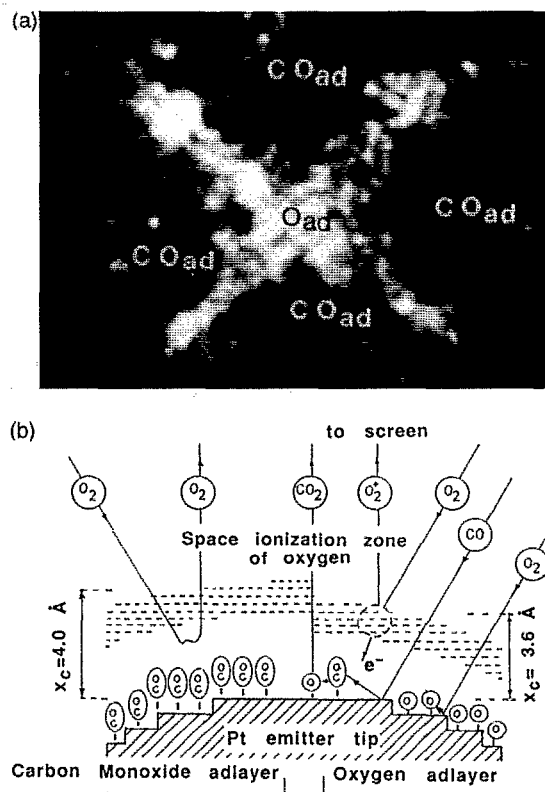 (a)
C Oad
C Oad
Oad
C Oad
C Oad
(b)
to screen
O2 O2 CO2 O2+ O2
CO
Space ionization zone
of oxygen
O2
xc=4.0 Å
xc= 3.6 Å
e-
O C O C O C O C O C O C O C O C O C O C O O O O O O
Pt emitter tip
Carbon Monoxide adlayer Oxygen adlayer